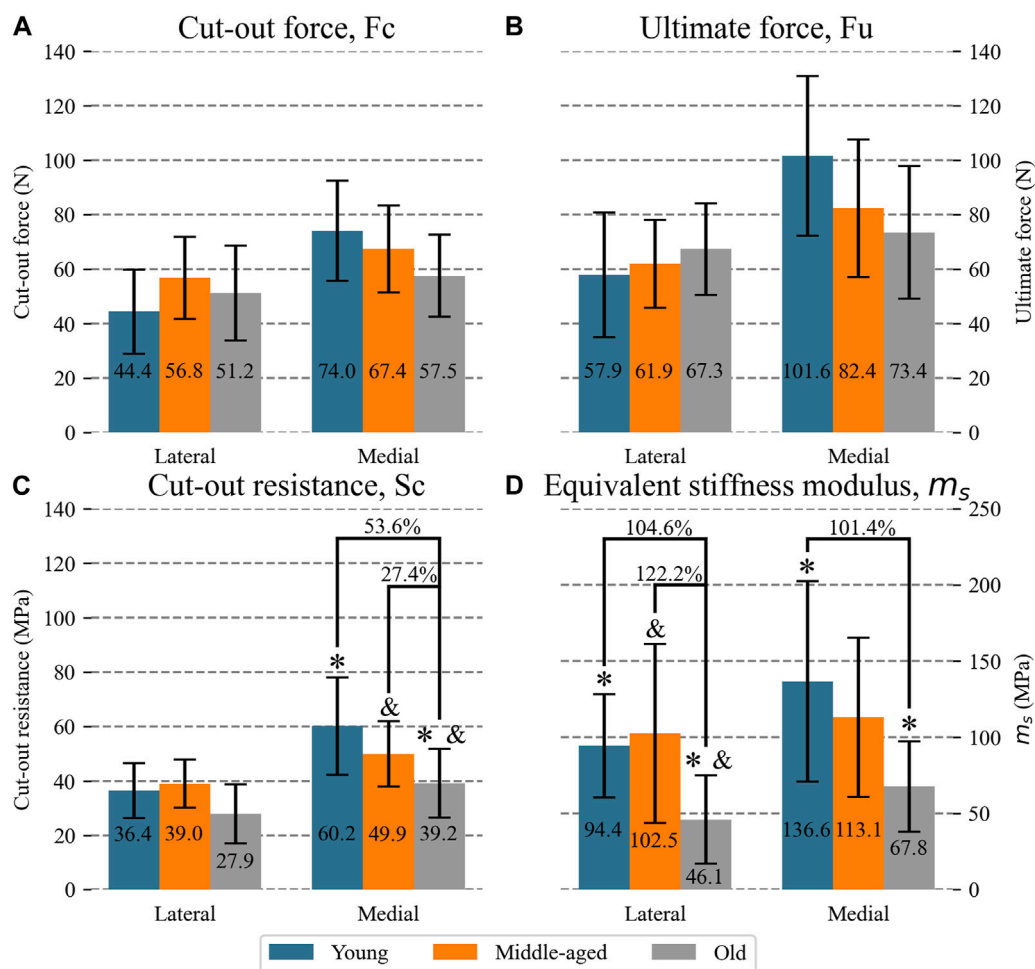 A Cut-out force, Fc
Cut-out force (N)
140
120
100
80
60
40
20
0
44.4 56.8 51.2 74.0 67.4 57.5
Lateral Medial
B Ultimate force, Fu
140
120
100
80
60
40
20
0
Ultimate force (N)
57.9 61.9 67.3 101.6 82.4 73.4
Lateral Medial
C Cut-out resistance, Sc
Cut-out resistance (MPa)
140
120
100
80
60
40
20
0
53.6%
27.4%
*
&
* &
36.4 39.0 27.9 60.2 49.9 39.2
Lateral Medial
D Equivalent stiffness modulus, mₛ
250
200
150
100
50
0
mₛ (MPa)
104.6% 101.4%
122.2%
*
&
*
* &
*
94.4 102.5 46.1 136.6 113.1 67.8
Lateral Medial
Young Middle-aged Old